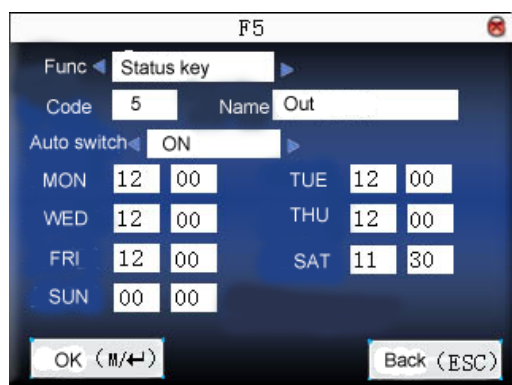 F5
Func Status key
Code 5 Name Out
Auto switch ON
MON 12 00 TUE 12 00
WED 12 00 THU 12 00
FRI 12 00 SAT 11 30
SUN 00 00
OK (M/↵) Back (ESC)